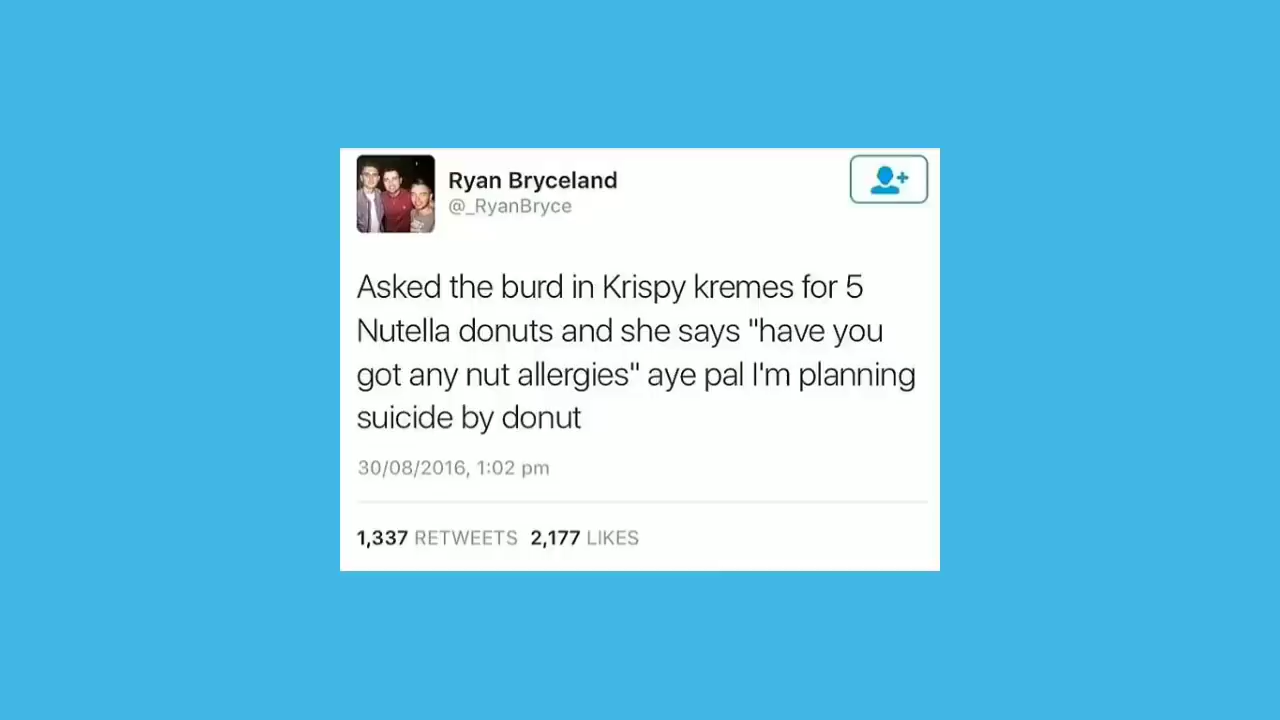 Ryan Bryceland
@_RyanBryce
Asked the burd in Krispy kremes for 5
Nutella donuts and she says "have you
got any nut allergies" aye pal I'm planning
suicide by donut
30/08/2016, 1:02 pm
1,337 RETWEETS 2,177 LIKES